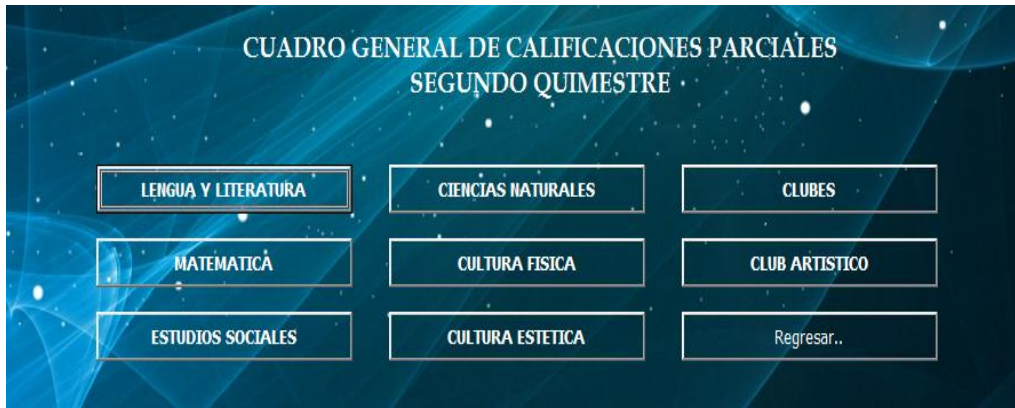 CUADRO GENERAL DE CALIFICACIONES PARCIALES
SEGUNDO QUIMESTRE
LENGUA Y LITERATURA
CIENCIAS NATURALES
CLUBES
MATEMATICA
CULTURA FISICA
CLUB ARTISTICO
ESTUDIOS SOCIALES
CULTURA ESTETICA
Regresar..